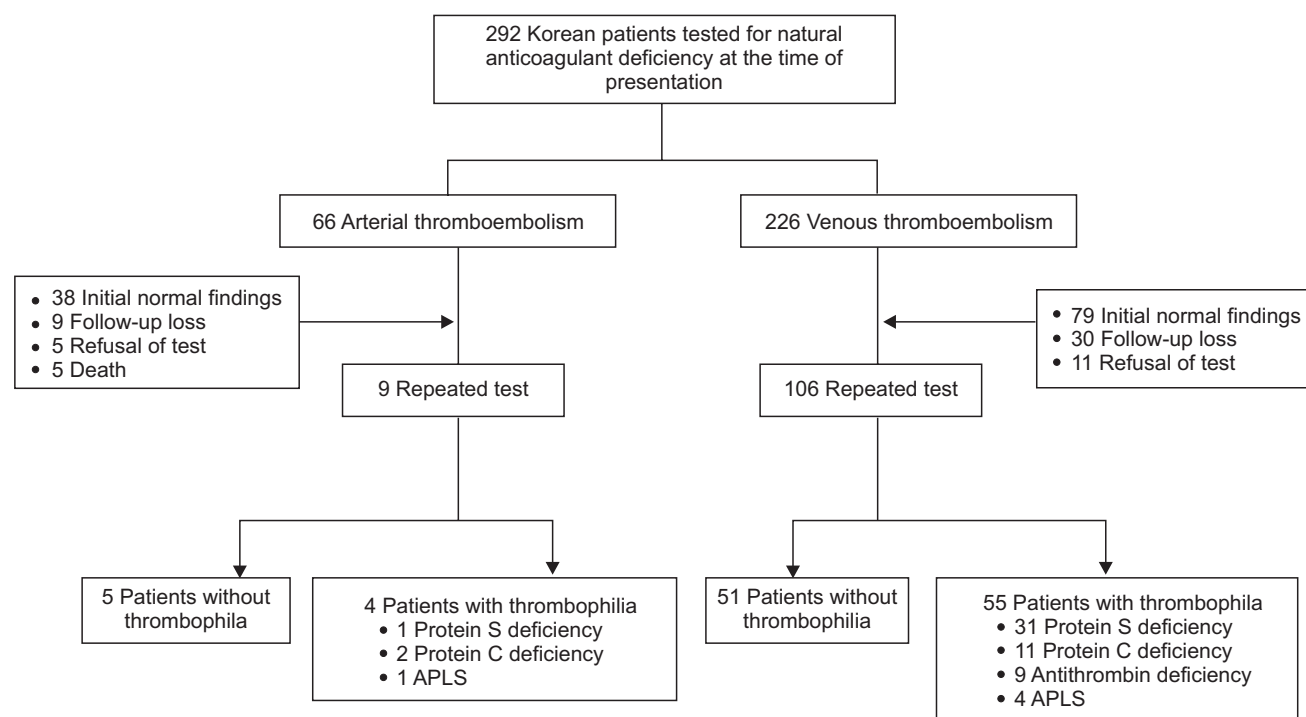 292 Korean patients tested for natural
anticoagulant deficiency at the time of
presentation
66 Arterial thromboembolism
226 Venous thromboembolism
• 38 Initial normal findings
• 9 Follow-up loss
• 5 Refusal of test
• 5 Death
• 79 Initial normal findings
• 30 Follow-up loss
• 11 Refusal of test
9 Repeated test
106 Repeated test
5 Patients without
thrombophila
4 Patients with thrombophilia
• 1 Protein S deficiency
• 2 Protein C deficiency
• 1 APLS
51 Patients without
thrombophilia
55 Patients with thrombophila
• 31 Protein S deficiency
• 11 Protein C deficiency
• 9 Antithrombin deficiency
• 4 APLS